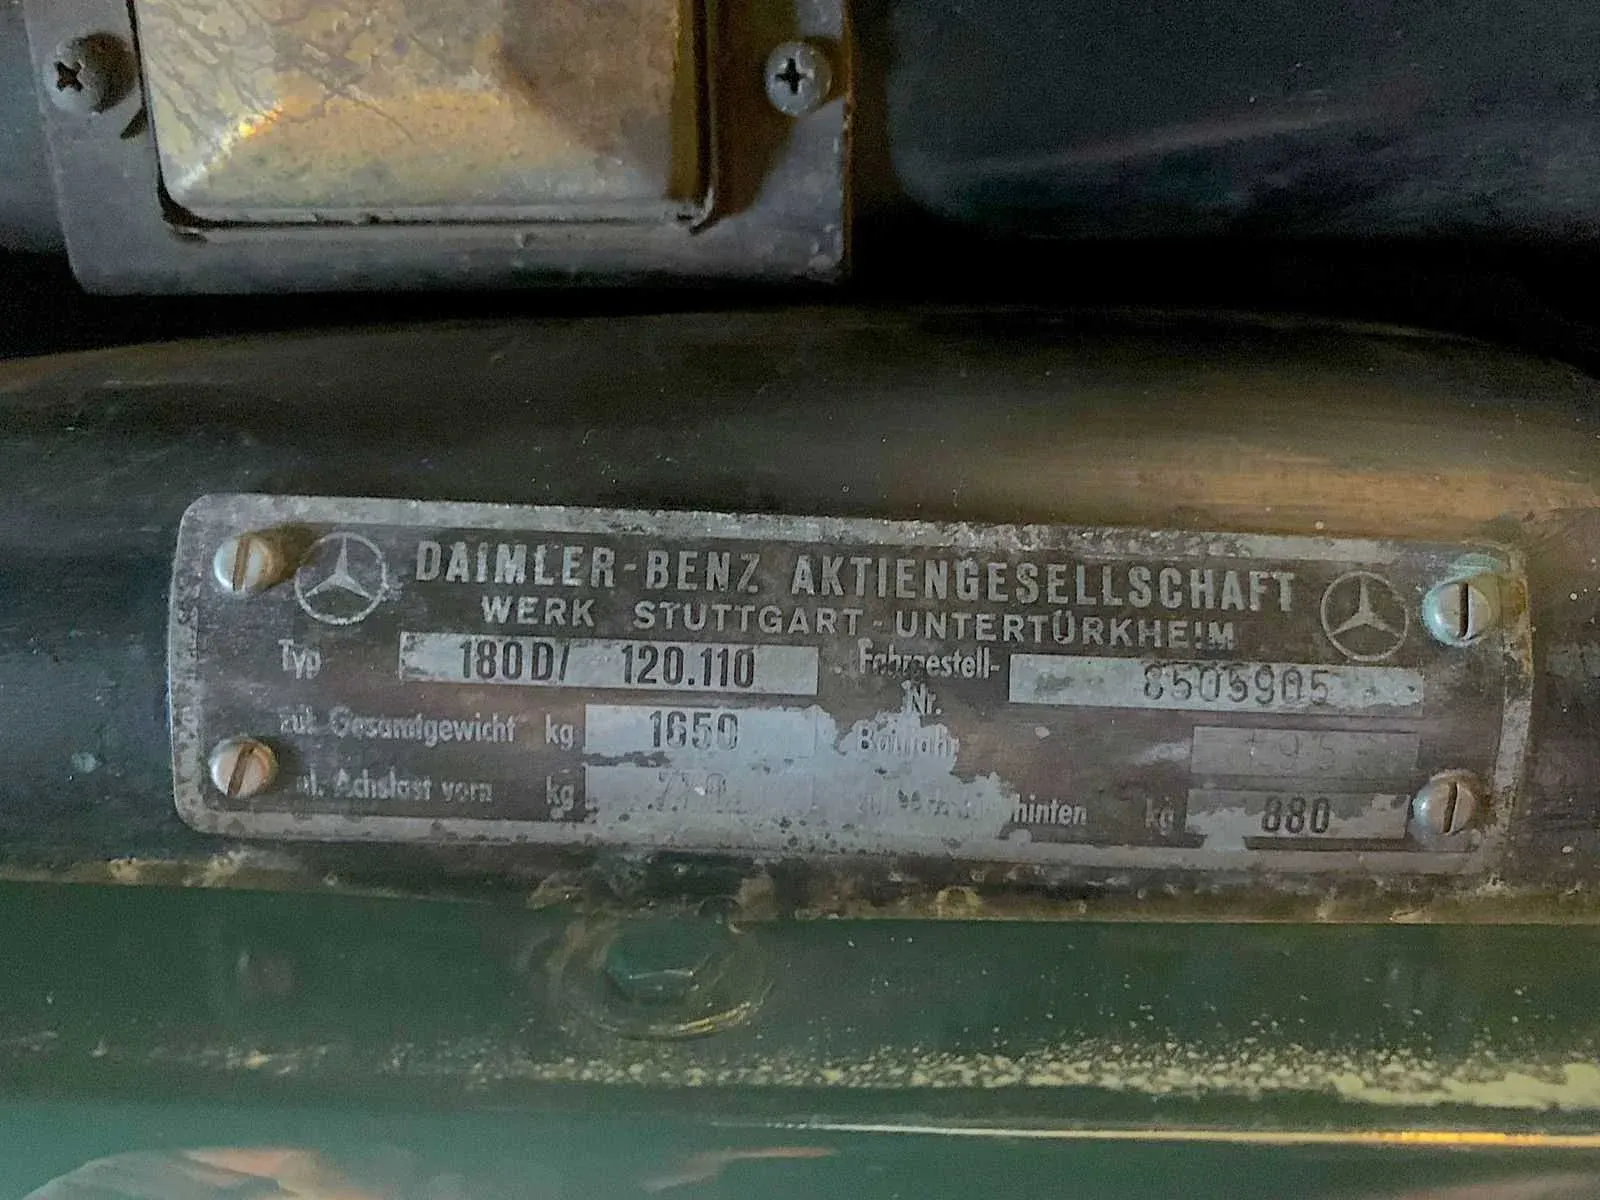 DAIMLER-BENZ AKTIENGESELLSCHAFT
WERK STUTTGART-UNTERTÜRKHEIM
Typ 180D/ 120.110 Fahrgestell-Nr. 8505905
zul. Gesamtgewicht kg 1650 Baujahr
zul. Achslast vorn kg hinten kg 880